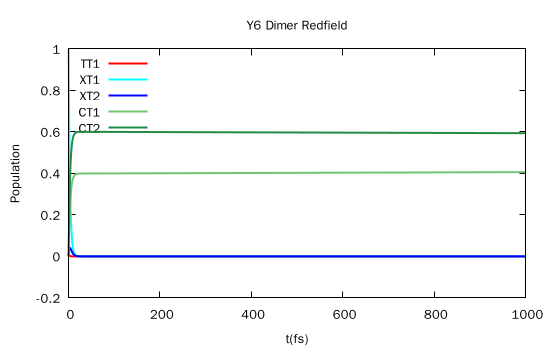 Y6 Dimer Redfield
1
0.8
0.6
0.4
0.2
0
-0.2
Population
TT1
XT1
XT2
CT1
CT2
0 200 400 600 800 1000
t(fs)